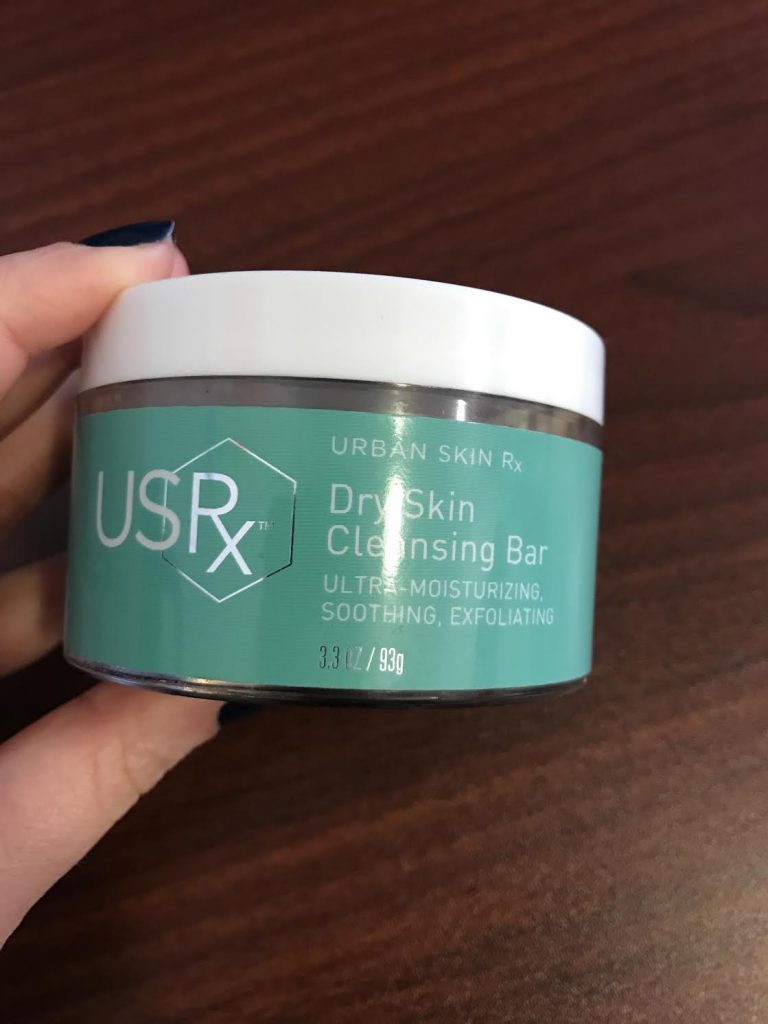 USRx™
URBAN SKIN Rx
Dry Skin
Cleansing Bar
ULTRA-MOISTURIZING,
SOOTHING, EXFOLIATING
3.3 OZ / 93g